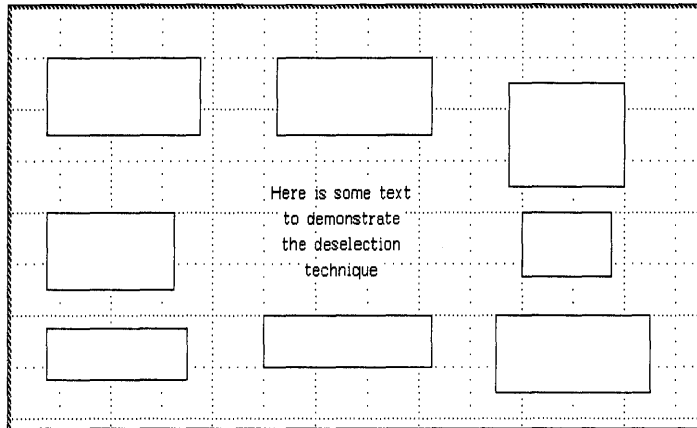 Here is some text
to demonstrate
the deselection
technique